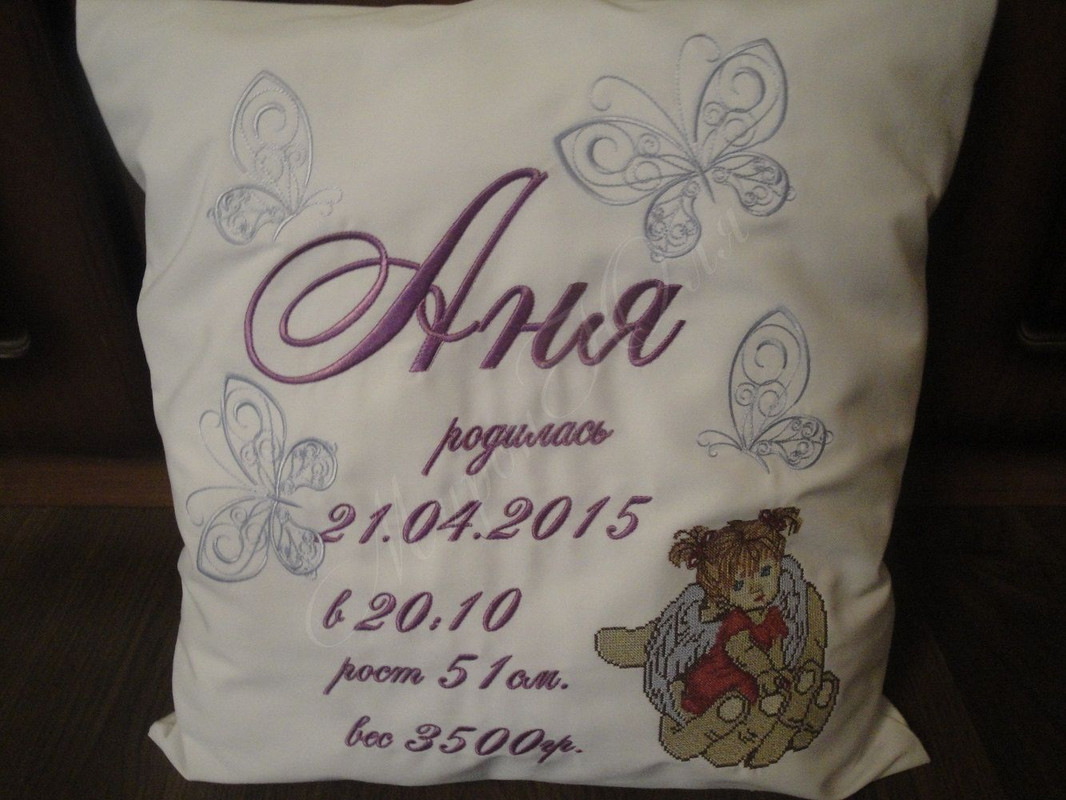 Аня
родилась
21.04.2015
в 20:10
рост 51см.
вес 3500гр.